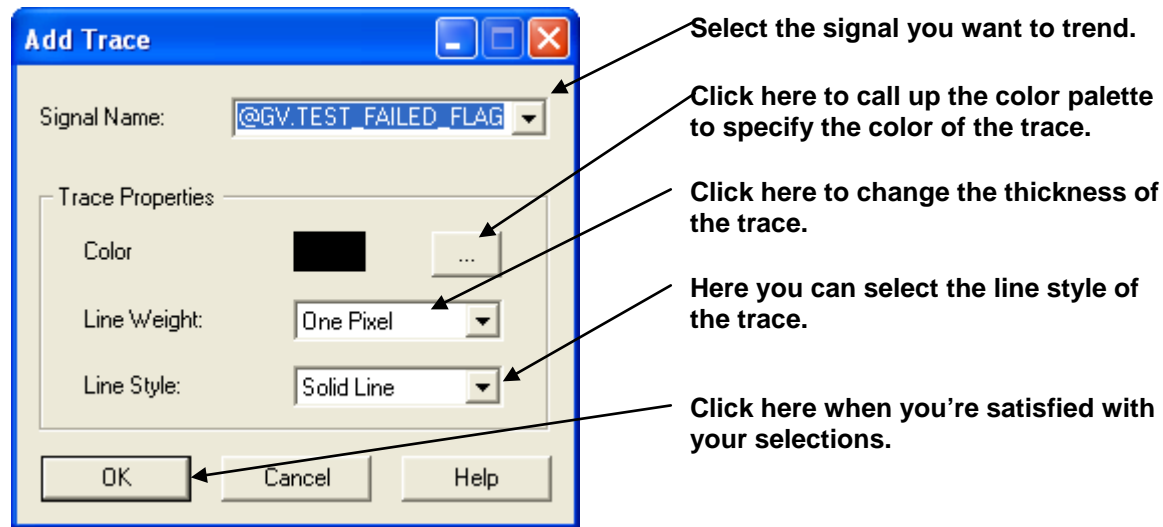 Add Trace
Select the signal you want to trend.
Signal Name: @GV.TEST_FAILED_FLAG
Click here to call up the color palette
to specify the color of the trace.
Trace Properties
Click here to change the thickness of
the trace.
Color ...
Line Weight: One Pixel
Here you can select the line style of
the trace.
Line Style: Solid Line
Click here when you’re satisfied with
your selections.
OK Cancel Help